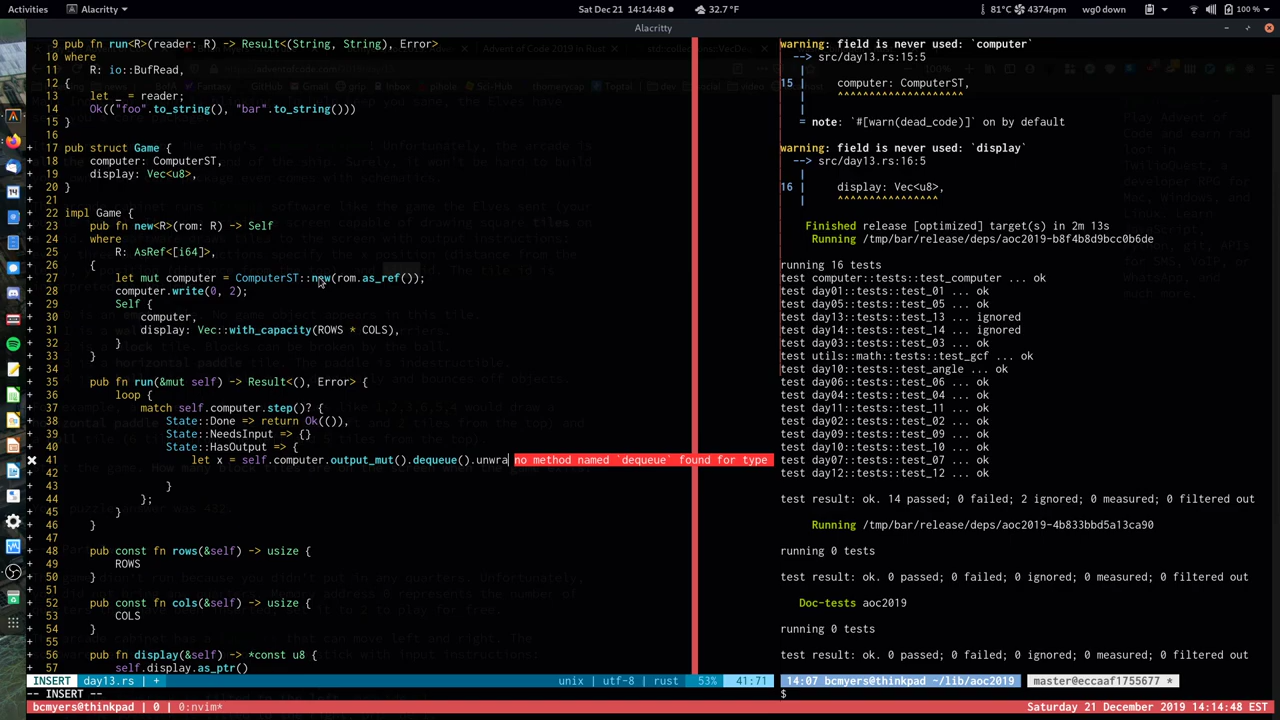 Activities Alacritty Sat Dec 21 14:14:48 32.7 °F 81°C 4374rpm wg0 down 100 %
Alacritty
9 pub fn run<R>(reader: R) -> Result<(String, String), Error>
10 where
11 R: io::BufRead,
12 {
13 let _ = reader;
14 Ok(("foo".to_string(), "bar".to_string()))
15 }
16
17 pub struct Game {
18 computer: ComputerST,
19 display: Vec<u8>,
20 }
21
22 impl Game {
23 pub fn new<R>(rom: R) -> Self
24 where
25 R: AsRef<[i64]>,
26 {
27 let mut computer = ComputerST::new(rom.as_ref());
28 computer.write(0, 2);
29 Self {
30 computer,
31 display: Vec::with_capacity(ROWS * COLS),
32 }
33 }
34
35 pub fn run(&mut self) -> Result<(), Error> {
36 loop {
37 match self.computer.step()? {
38 State::Done => return Ok(()),
39 State::NeedsInput => {}
40 State::HasOutput => {
41 let x = self.computer.output_mut().dequeue().unwra no method named `dequeue` found for type
42
43 }
44 };
45 }
46 }
47
48 pub const fn rows(&self) -> usize {
49 ROWS
50 }
51
52 pub const fn cols(&self) -> usize {
53 COLS
54 }
55
56 pub fn display(&self) -> *const u8 {
57 self.display.as_ptr()
INSERT day13.rs | + unix | utf-8 | rust 53% 41:71
-- INSERT --
warning: field is never used: `computer`
--> src/day13.rs:15:5
|
15 | computer: ComputerST,
| ^^^^^^^^^^^^^^^^^^^^
|
= note: `#[warn(dead_code)]` on by default
warning: field is never used: `display`
--> src/day13.rs:16:5
|
16 | display: Vec<u8>,
| ^^^^^^^^^^^^^^^^
Finished release [optimized] target(s) in 2m 13s
Running /tmp/bar/release/deps/aoc2019-b8f4b8d9bcc0b6de
running 16 tests
test computer::tests::test_computer ... ok
test day01::tests::test_01 ... ok
test day05::tests::test_05 ... ok
test day13::tests::test_13 ... ignored
test day14::tests::test_14 ... ignored
test day03::tests::test_03 ... ok
test utils::math::tests::test_gcf ... ok
test day10::tests::test_angle ... ok
test day06::tests::test_06 ... ok
test day04::tests::test_04 ... ok
test day11::tests::test_11 ... ok
test day02::tests::test_02 ... ok
test day09::tests::test_09 ... ok
test day10::tests::test_10 ... ok
test day07::tests::test_07 ... ok
test day12::tests::test_12 ... ok
test result: ok. 14 passed; 0 failed; 2 ignored; 0 measured; 0 filtered out
Running /tmp/bar/release/deps/aoc2019-4b833bbd5a13ca90
running 0 tests
test result: ok. 0 passed; 0 failed; 0 ignored; 0 measured; 0 filtered out
Doc-tests aoc2019
running 0 tests
test result: ok. 0 passed; 0 failed; 0 ignored; 0 measured; 0 filtered out
14:07 bcmyers@thinkpad ~/lib/aoc2019 master@eccaaf1755677 *
$
bcmyers@thinkpad | 0 | 0:nvim* Saturday 21 December 2019 14:14:48 EST